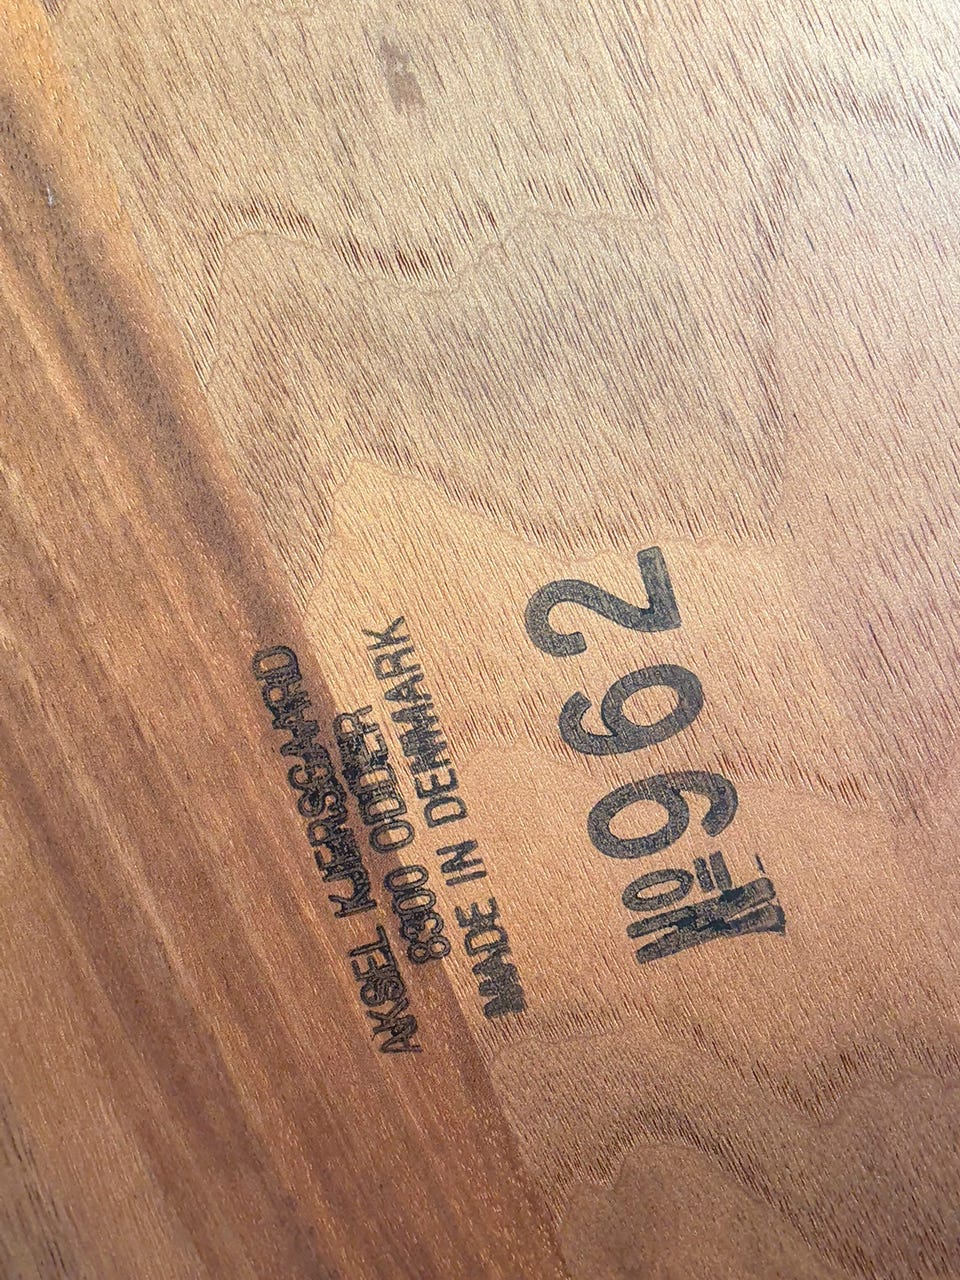 AKSEL KJERSGAARD
8300 ODDER
MADE IN DENMARK
№ 962